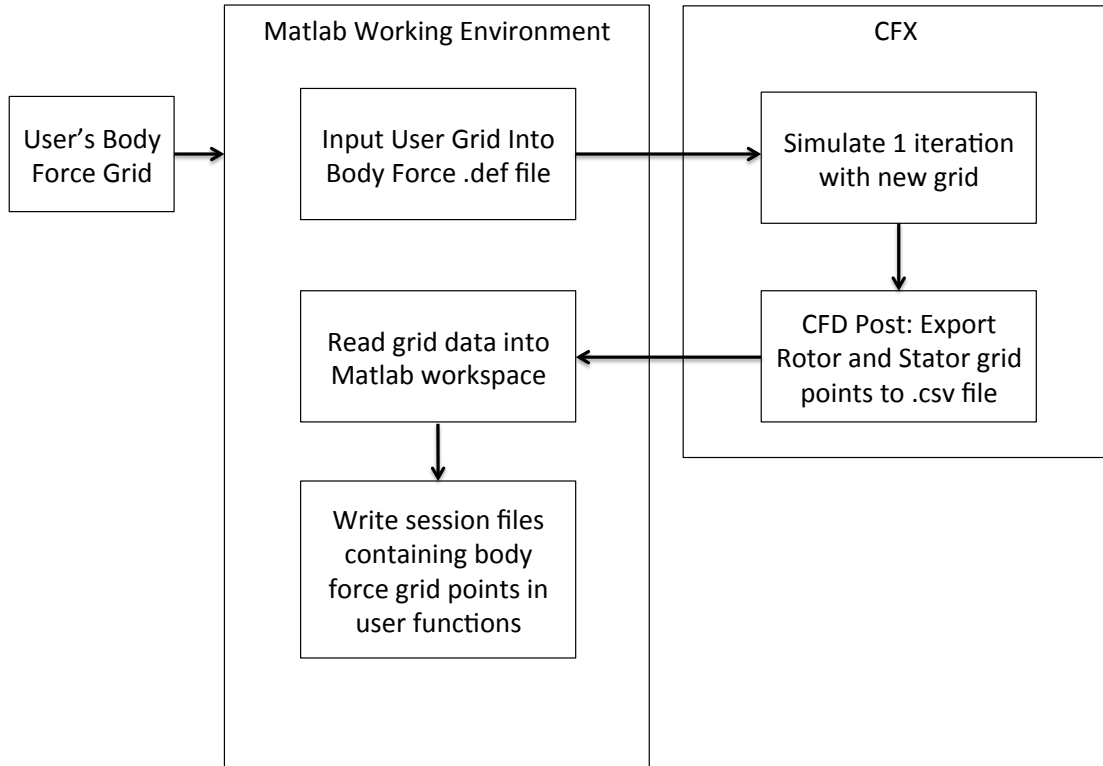 Matlab Working Environment
CFX
User’s Body
Force Grid
Input User Grid Into
Body Force .def file
Simulate 1 iteration
with new grid
CFD Post: Export
Rotor and Stator grid
points to .csv file
Read grid data into
Matlab workspace
Write session files
containing body
force grid points in
user functions